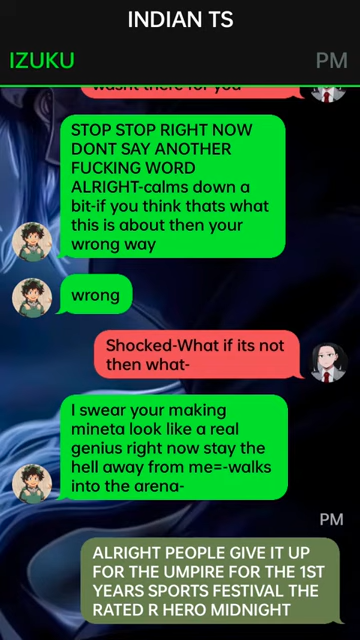 INDIAN TS
IZUKU
PM
wasnt there for you
STOP STOP RIGHT NOW
DONT SAY ANOTHER
FUCKING WORD
ALRIGHT-calms down a
bit-if you think thats what
this is about then your
wrong way
wrong
Shocked-What if its not
then what-
I swear your making
mineta look like a real
genius right now stay the
hell away from me=-walks
into the arena-
PM
ALRIGHT PEOPLE GIVE IT UP
FOR THE UMPIRE FOR THE 1ST
YEARS SPORTS FESTIVAL THE
RATED R HERO MIDNIGHT